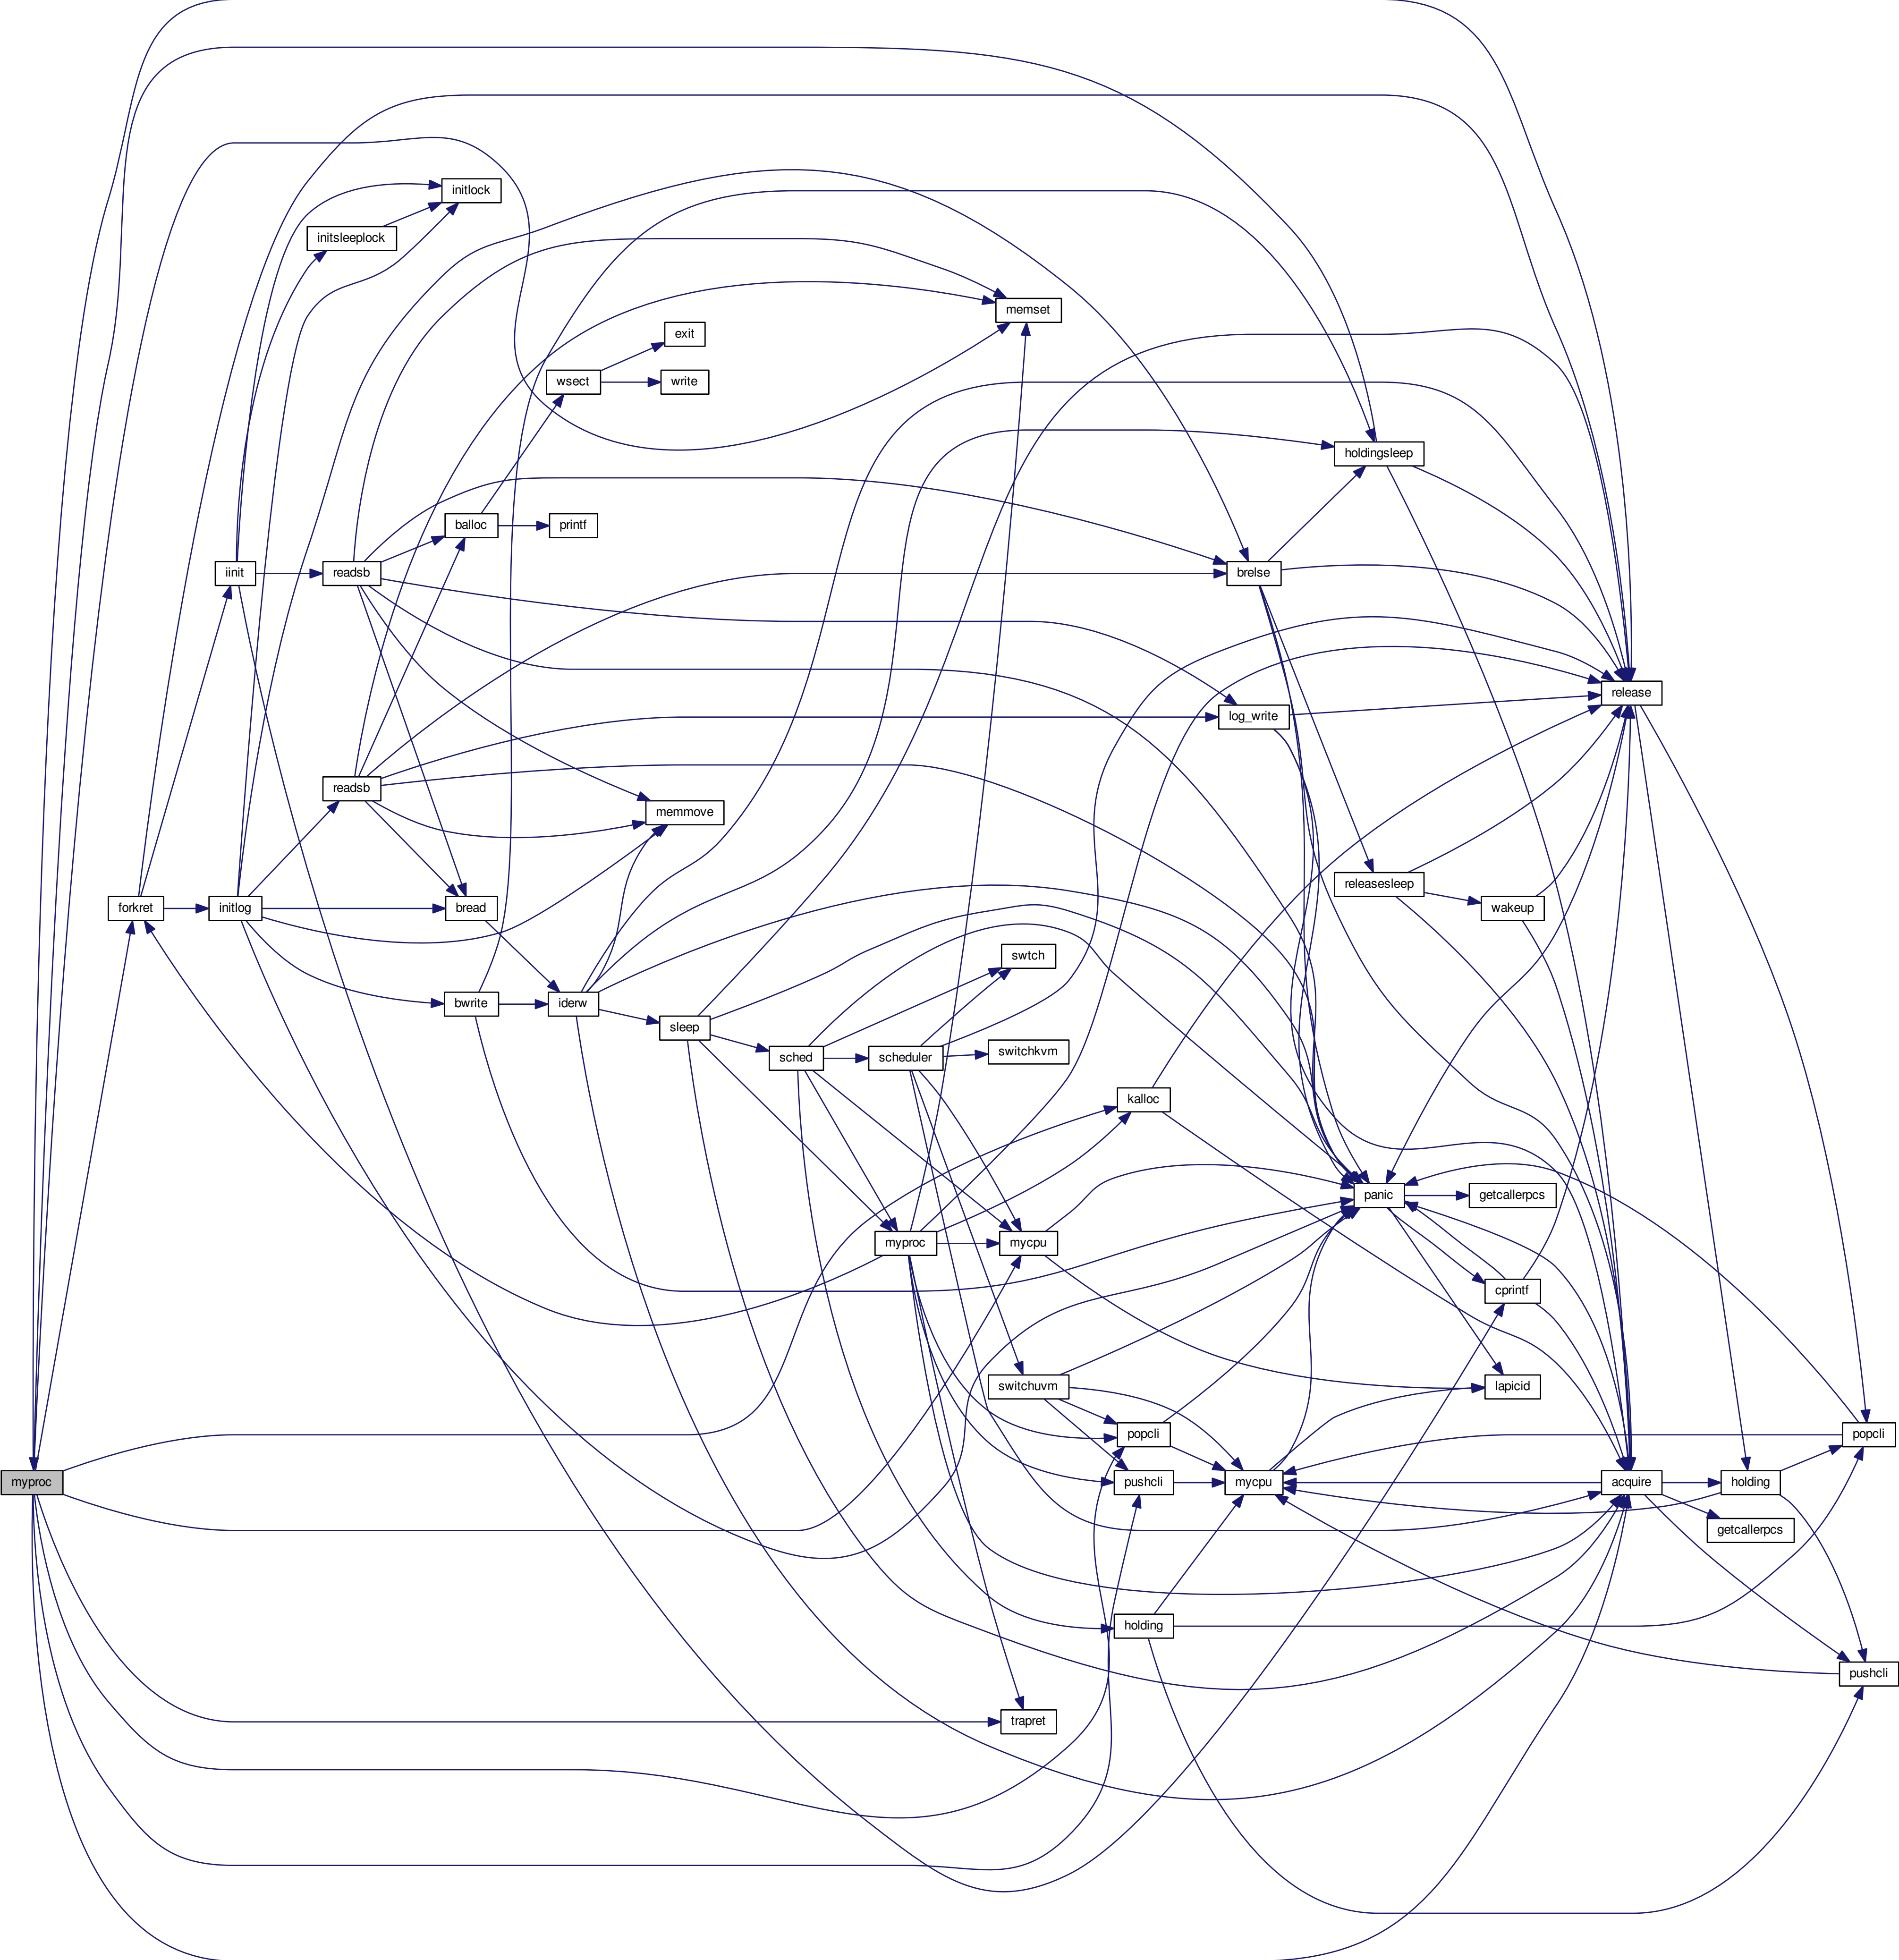 initlock
initsleeplock
memset
exit
wsect
write
holdingsleep
balloc
printf
iinit
readsb
brelse
release
log_write
readsb
memmove
releasesleep
forkret
initlog
bread
wakeup
swtch
bwrite
iderw
sleep
sched
scheduler
switchkvm
kalloc
panic
getcallerpcs
myproc
mycpu
cprintf
switchuvm
lapicid
popcli
popcli
myproc
pushcli
mycpu
acquire
holding
getcallerpcs
holding
pushcli
trapret